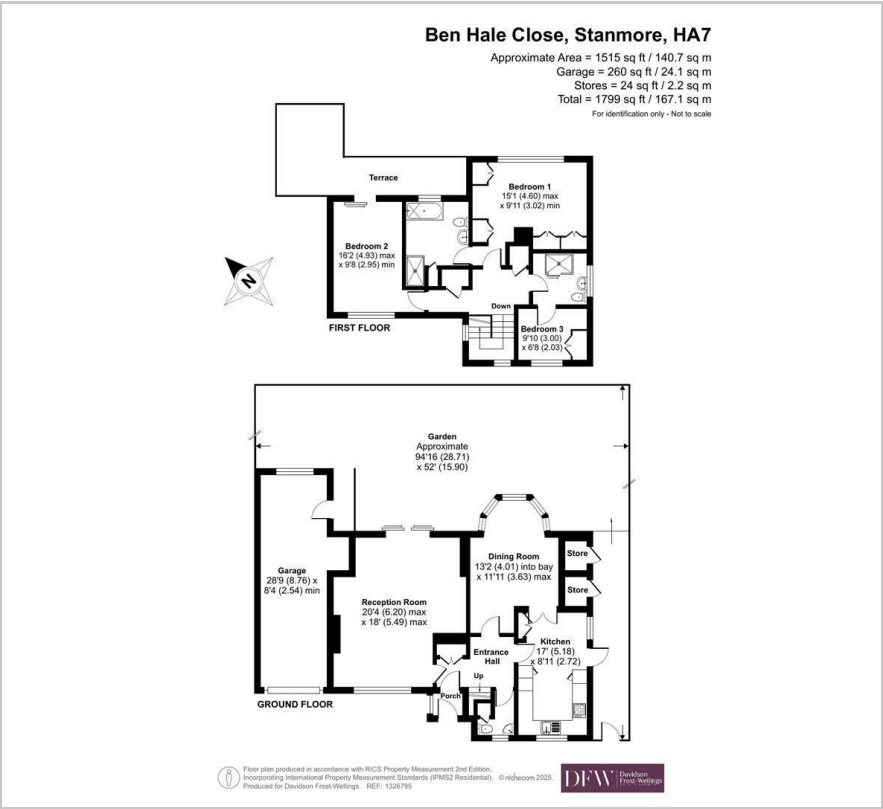 Ben Hale Close, Stanmore, HA7
Approximate Area = 1515 sq ft / 140.7 sq m
Garage = 260 sq ft / 24.1 sq m
Stores = 24 sq ft / 2.2 sq m
Total = 1799 sq ft / 167.1 sq m
For identification only - Not to scale
Terrace
Bedroom 1
15'1 (4.60) max
x 9'11 (3.02) min
Bedroom 2
16'2 (4.93) max
x 9'8 (2.95) min
N
Down
Bedroom 3
9'10 (3.00)
x 6'8 (2.03)
FIRST FLOOR
Garden
Approximate
94'16 (28.71)
x 52' (15.90)
Garage
28'9 (8.76) x
8'4 (2.54) min
Reception Room
20'4 (6.20) max
x 18' (5.49) max
Dining Room
13'2 (4.01) into bay
x 11'11 (3.63) max
Store
Store
Kitchen
17' (5.18)
x 8'11 (2.72)
Entrance
Hall
Up
Porch
GROUND FLOOR
Floor plan produced in accordance with RICS Property Measurement 2nd Edition,
Incorporating International Property Measurement Standards (IPMS2 Residential). © nichecom 2025.
Produced for Davidson Frost-Wellings. REF: 1326795
DFW
Davidson
Frost-Wellings